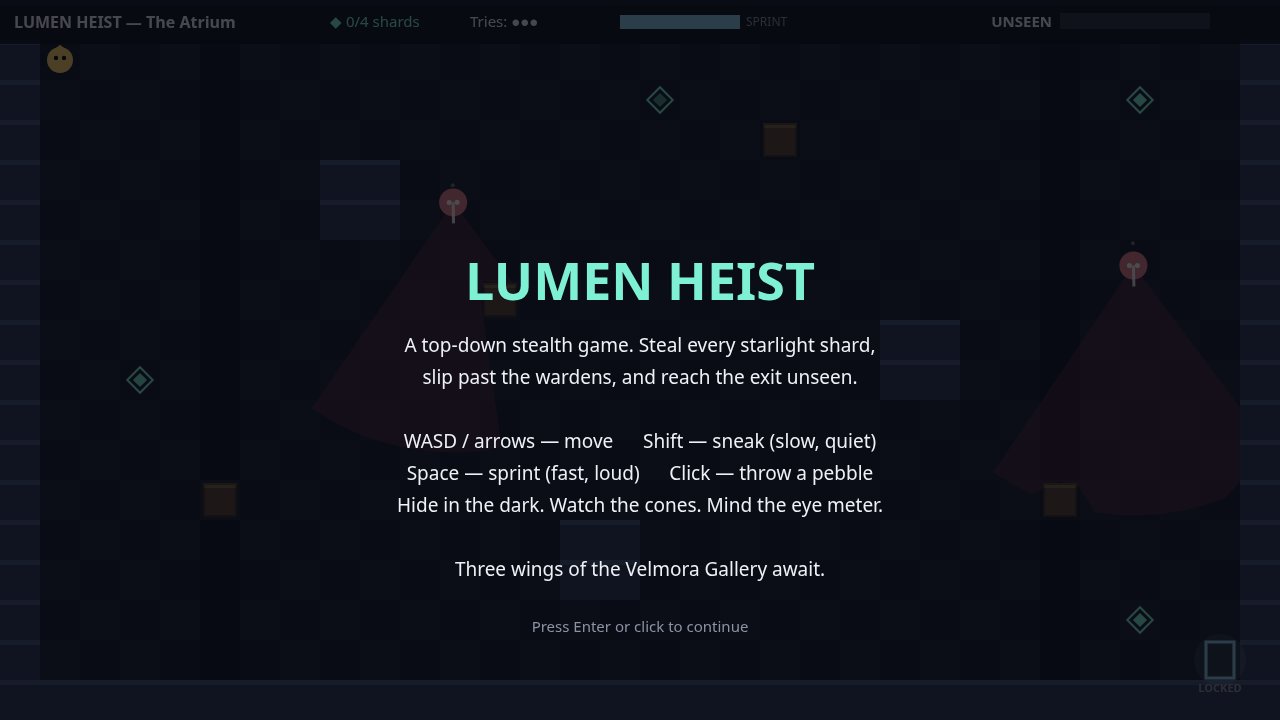 LUMEN HEIST — The Atrium
◆ 0/4 shards
Tries: ●●●
SPRINT
UNSEEN
LUMEN HEIST
A top-down stealth game. Steal every starlight shard,
slip past the wardens, and reach the exit unseen.
WASD / arrows — move Shift — sneak (slow, quiet)
Space — sprint (fast, loud) Click — throw a pebble
Hide in the dark. Watch the cones. Mind the eye meter.
Three wings of the Velmora Gallery await.
Press Enter or click to continue
LOCKED